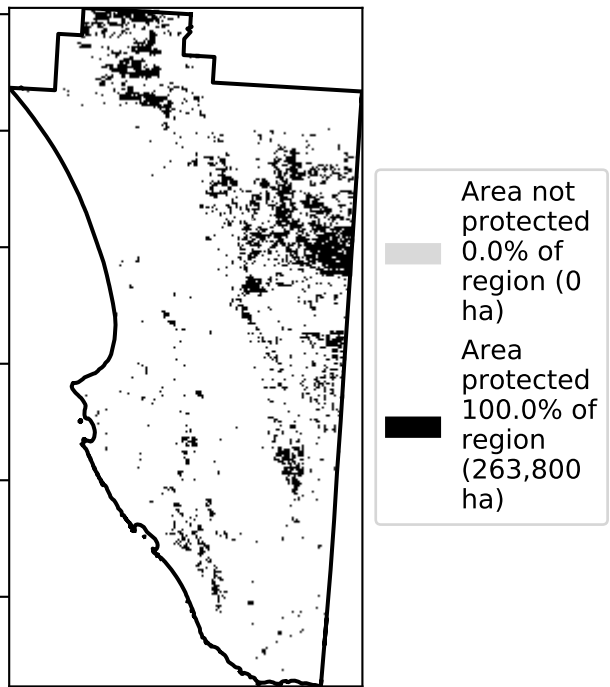 Area not
protected
0.0% of
region (0
ha)
Area
protected
100.0% of
region
(263,800
ha)